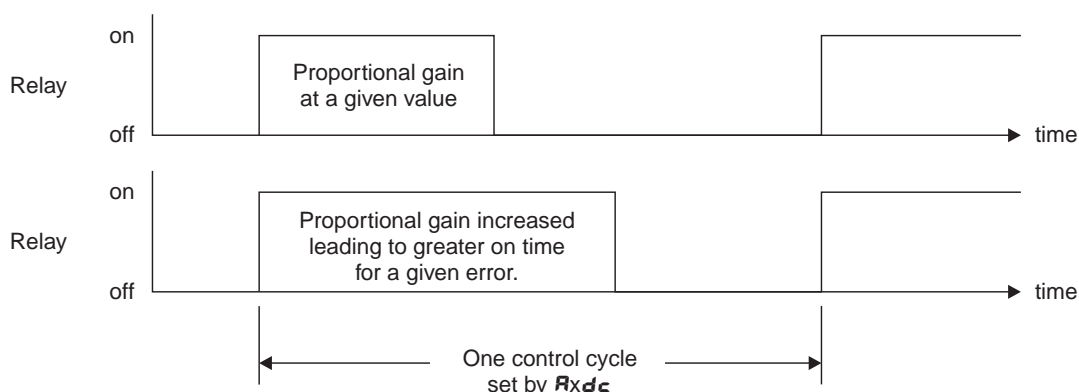 on
Relay
Proportional gain
at a given value
off
time
on
Relay
Proportional gain increased
leading to greater on time
for a given error.
off
time
One control cycle
set by AxdC